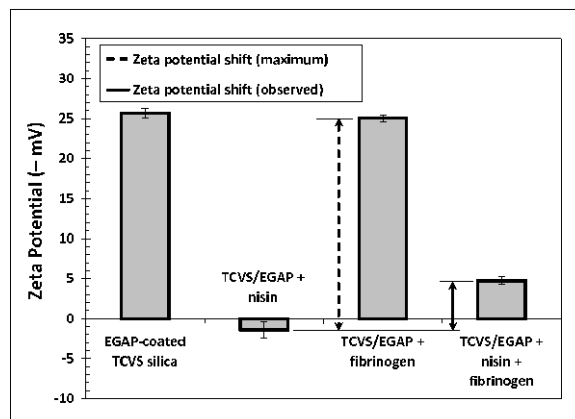 35
30
25
20
15
10
5
0
-5
-10
Zeta Potential (– mV)
Zeta potential shift (maximum)
Zeta potential shift (observed)
TCVS/EGAP +
nisin
EGAP-coated
TCVS silica
TCVS/EGAP +
fibrinogen
TCVS/EGAP +
nisin +
fibrinogen